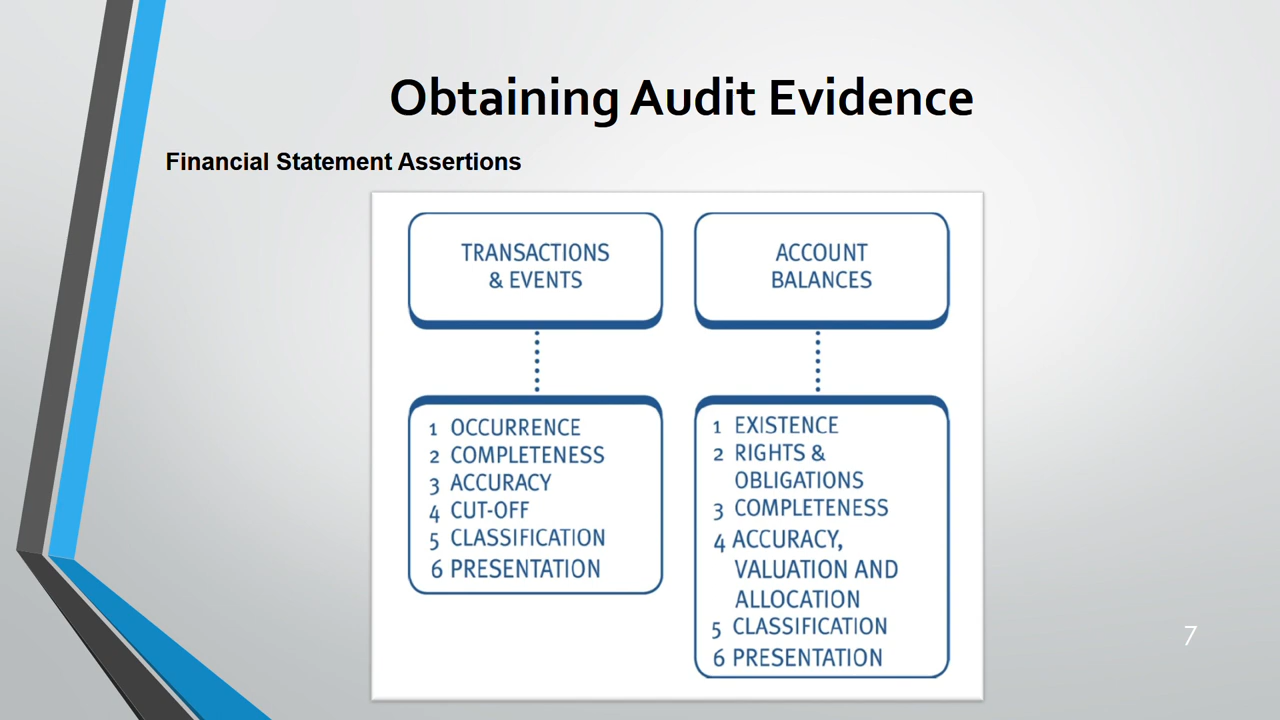 Obtaining Audit Evidence
Financial Statement Assertions
TRANSACTIONS
& EVENTS
1 OCCURRENCE
2 COMPLETENESS
3 ACCURACY
4 CUT-OFF
5 CLASSIFICATION
6 PRESENTATION
ACCOUNT
BALANCES
1 EXISTENCE
2 RIGHTS &
OBLIGATIONS
3 COMPLETENESS
4 ACCURACY,
VALUATION AND
ALLOCATION
5 CLASSIFICATION
6 PRESENTATION
7